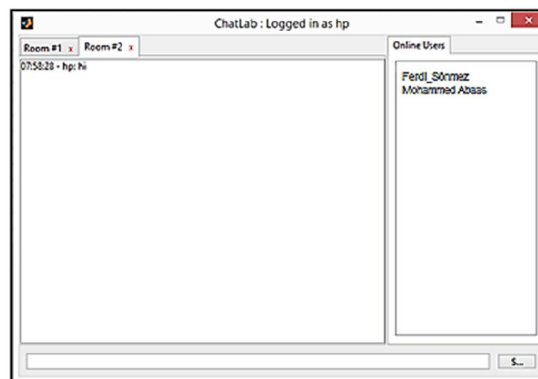 ChatLab : Logged in as hp
Room #1 x
Room #2 x
Online Users
07:58:28 - hp: hi
Ferdi_Sönmez
Mohammed Abaas
S...